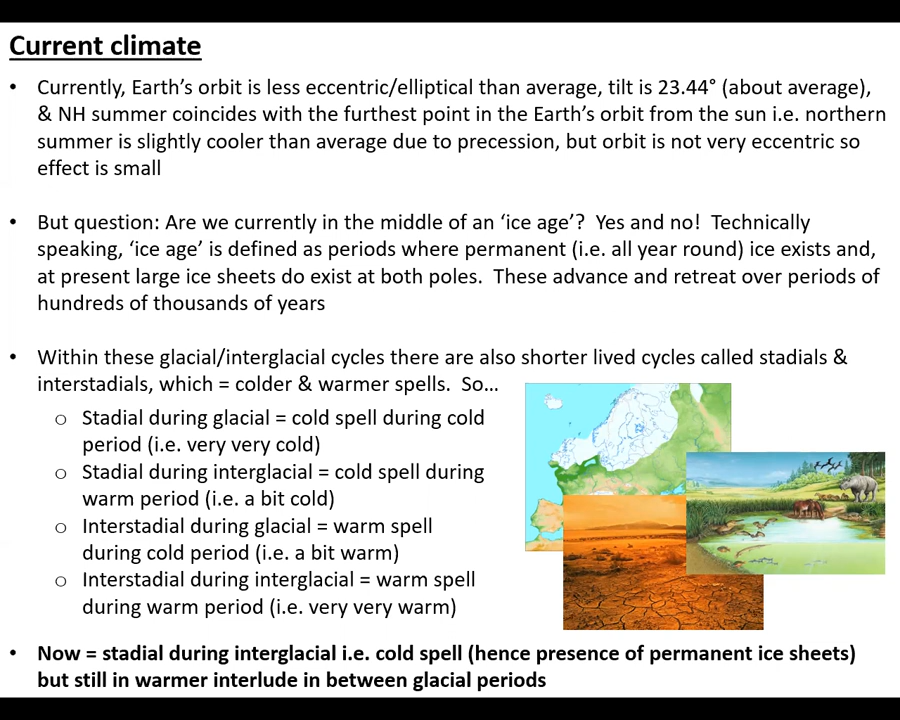 Current climate
• Currently, Earth's orbit is less eccentric/elliptical than average, tilt is 23.44° (about average),
& NH summer coincides with the furthest point in the Earth's orbit from the sun i.e. northern
summer is slightly cooler than average due to precession, but orbit is not very eccentric so
effect is small
• But question: Are we currently in the middle of an 'ice age'? Yes and no! Technically
speaking, 'ice age' is defined as periods where permanent (i.e. all year round) ice exists and,
at present large ice sheets do exist at both poles. These advance and retreat over periods of
hundreds of thousands of years
• Within these glacial/interglacial cycles there are also shorter lived cycles called stadials &
interstadials, which = colder & warmer spells. So…
o Stadial during glacial = cold spell during cold
period (i.e. very very cold)
o Stadial during interglacial = cold spell during
warm period (i.e. a bit cold)
o Interstadial during glacial = warm spell
during cold period (i.e. a bit warm)
o Interstadial during interglacial = warm spell
during warm period (i.e. very very warm)
• Now = stadial during interglacial i.e. cold spell (hence presence of permanent ice sheets)
but still in warmer interlude in between glacial periods